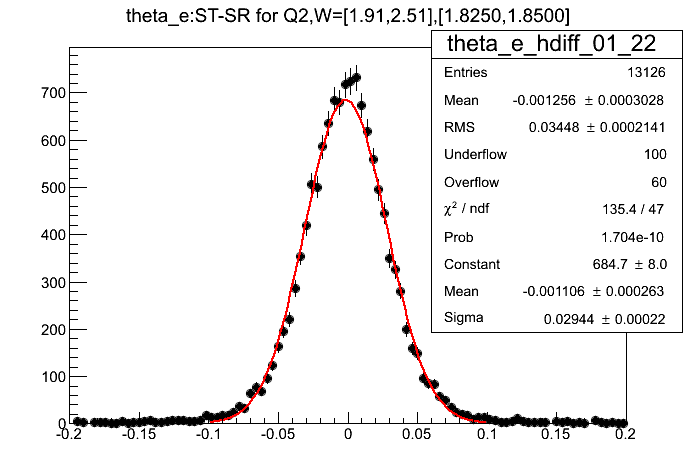 theta_e:ST-SR for Q2,W=[1.91,2.51],[1.8250,1.8500]
theta_e_hdiff_01_22
Entries 13126
Mean -0.001256 ± 0.0003028
RMS 0.03448 ± 0.0002141
Underflow 100
Overflow 60
χ² / ndf 135.4 / 47
Prob 1.704e-10
Constant 684.7 ± 8.0
Mean -0.001106 ± 0.000263
Sigma 0.02944 ± 0.00022
700
600
500
400
300
200
100
0
-0.2 -0.15 -0.1 -0.05 0 0.05 0.1 0.15 0.2